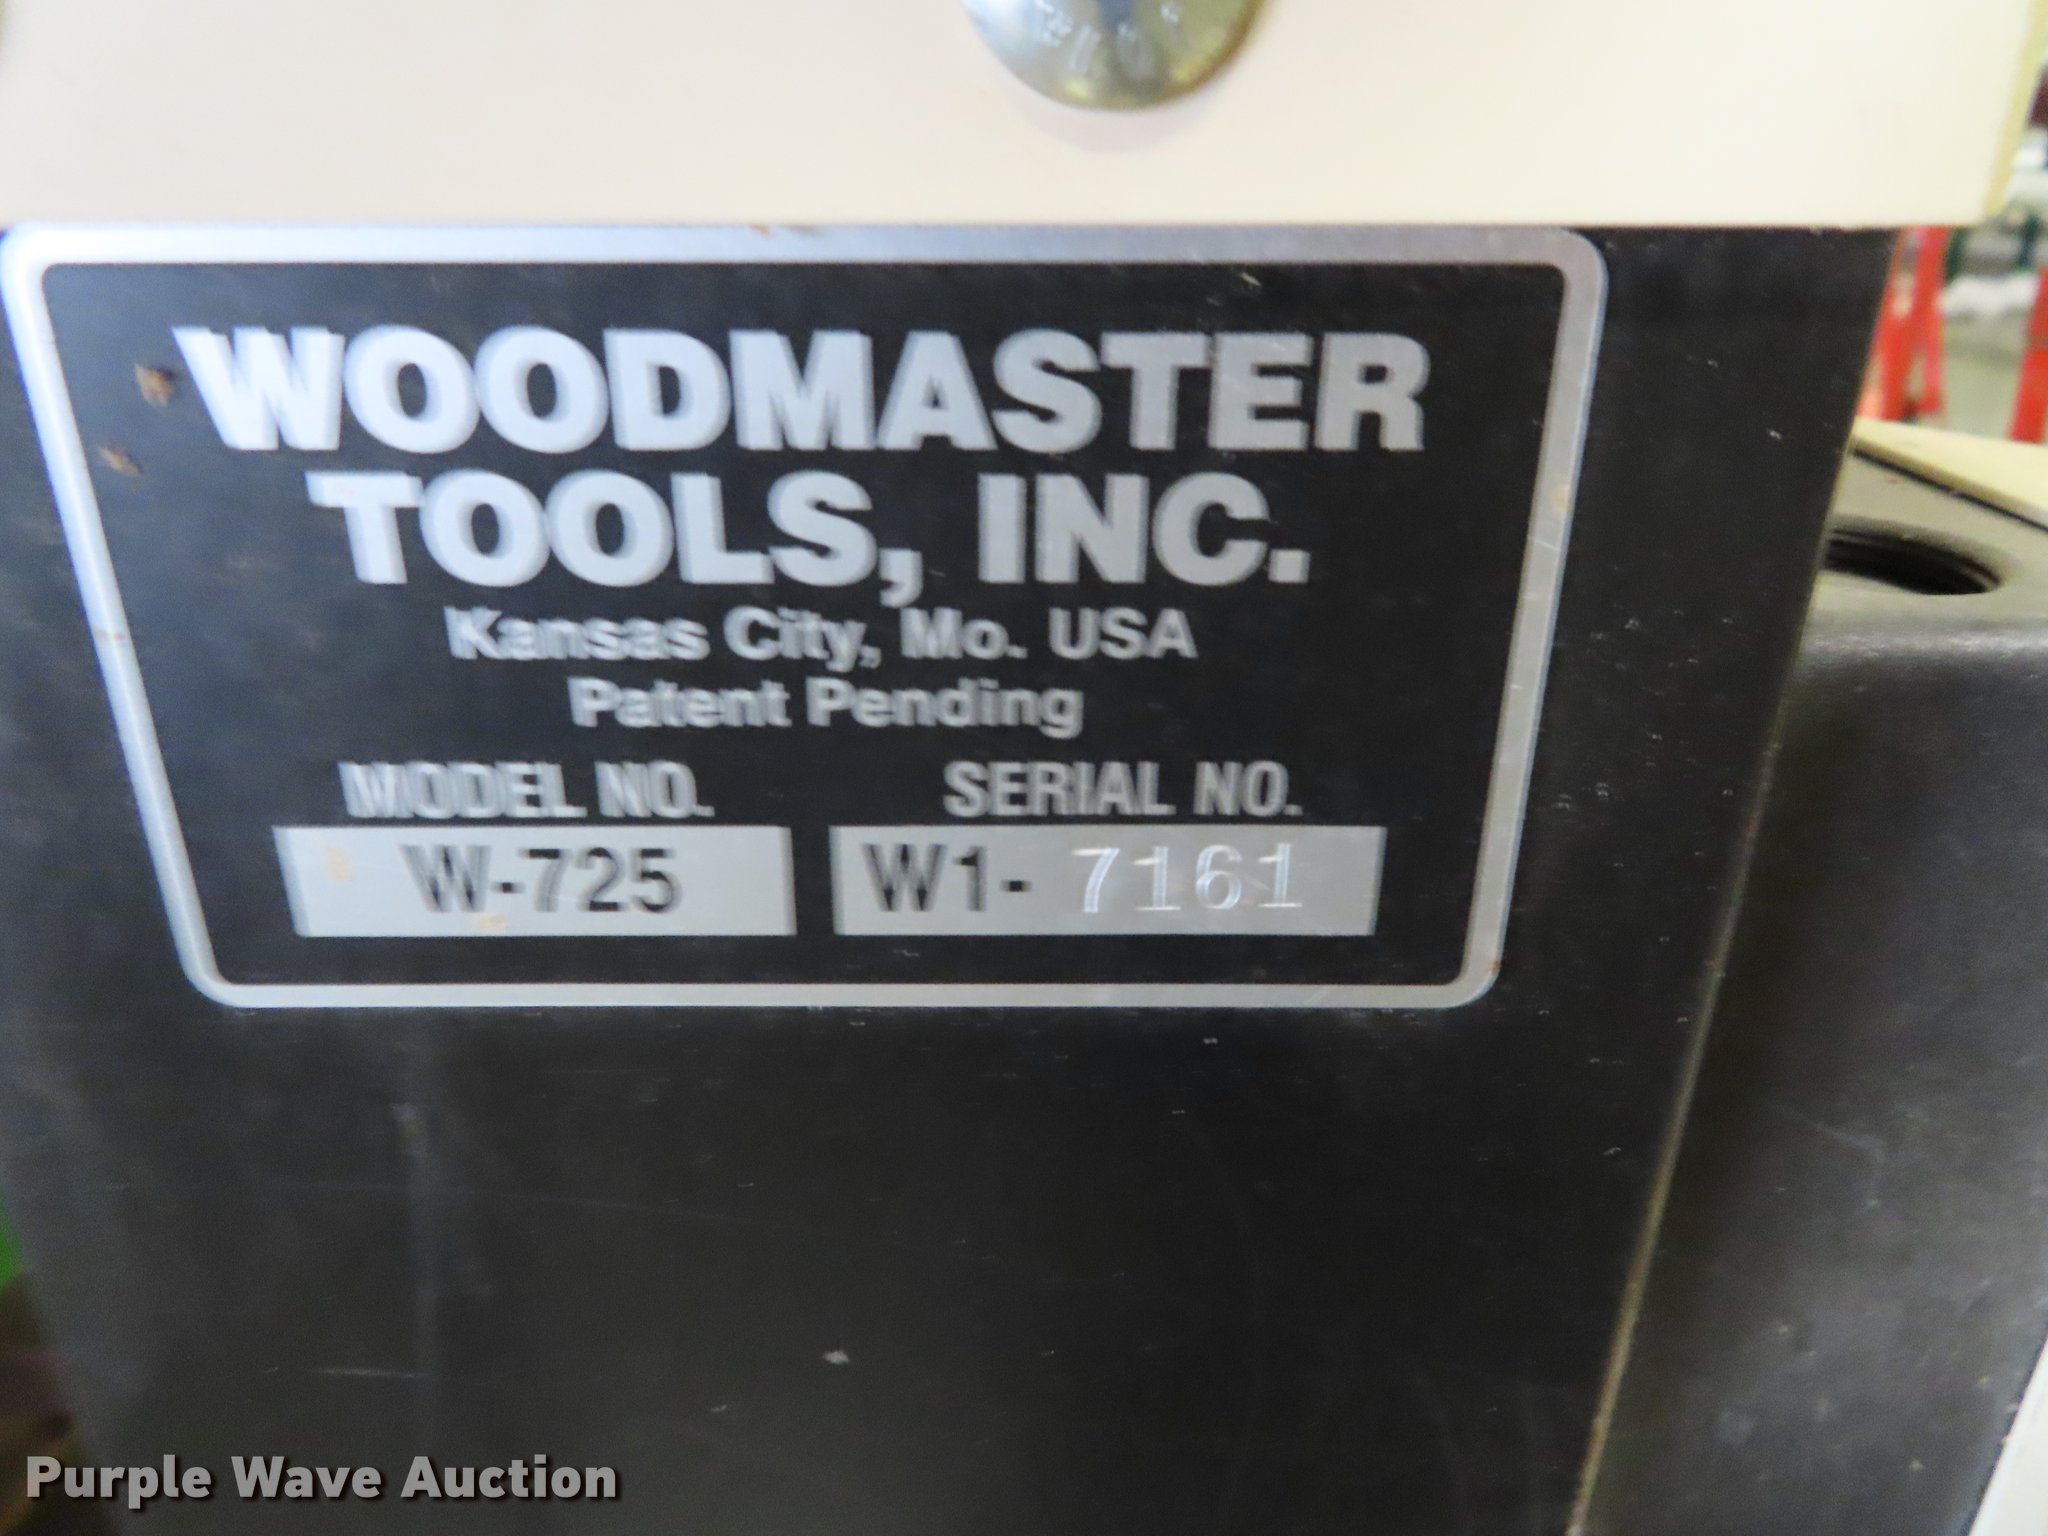 WOODMASTER
TOOLS, INC.
Kansas City, Mo. USA
Patent Pending
MODEL NO. SERIAL NO.
W-725 W1- 7161
Purple Wave Auction